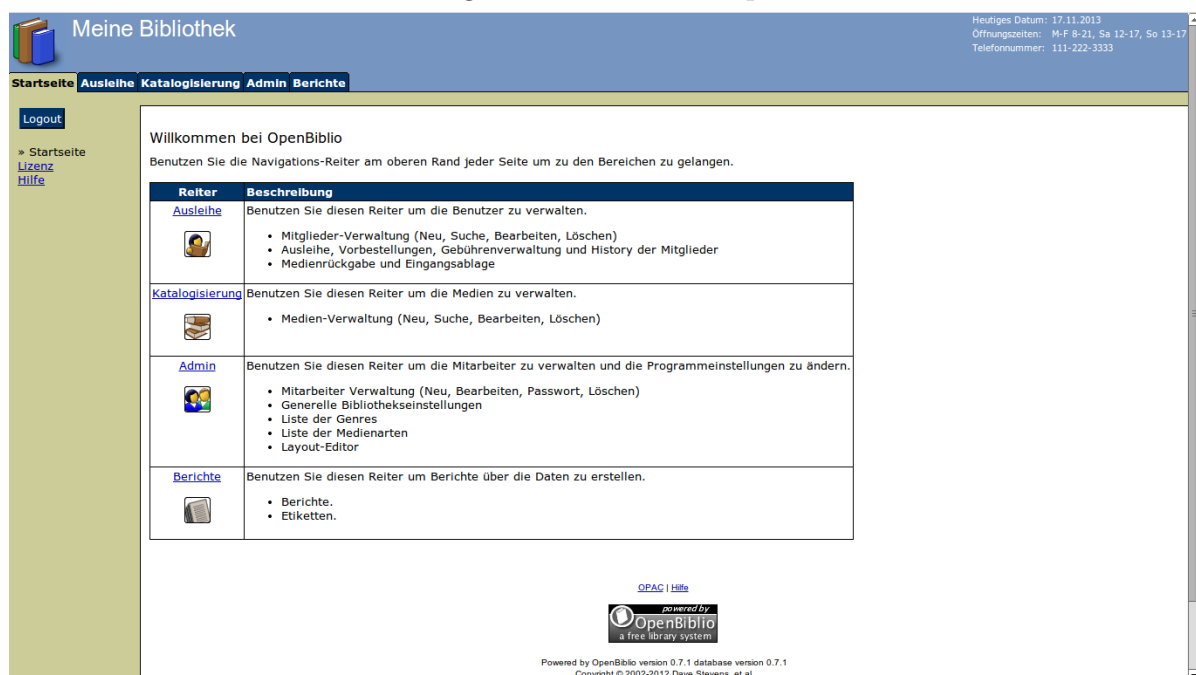 Meine Bibliothek
Heutiges Datum: 17.11.2013
Öffnungszeiten: M-F 8-21, Sa 12-17, So 13-17
Telefonnummer: 111-222-3333
Startseite Ausleihe Katalogisierung Admin Berichte
Logout
» Startseite
Lizenz
Hilfe
Willkommen bei OpenBiblio
Benutzen Sie die Navigations-Reiter am oberen Rand jeder Seite um zu den Bereichen zu gelangen.
Reiter Beschreibung
Ausleihe Benutzen Sie diesen Reiter um die Benutzer zu verwalten.
• Mitglieder-Verwaltung (Neu, Suche, Bearbeiten, Löschen)
• Ausleihe, Vorbestellungen, Gebührenverwaltung und History der Mitglieder
• Medienrückgabe und Eingangsablage
Katalogisierung Benutzen Sie diesen Reiter um die Medien zu verwalten.
• Medien-Verwaltung (Neu, Suche, Bearbeiten, Löschen)
Admin Benutzen Sie diesen Reiter um die Mitarbeiter zu verwalten und die Programmeinstellungen zu ändern.
• Mitarbeiter Verwaltung (Neu, Bearbeiten, Passwort, Löschen)
• Generelle Bibliothekseinstellungen
• Liste der Genres
• Liste der Medienarten
• Layout-Editor
Berichte Benutzen Sie diesen Reiter um Berichte über die Daten zu erstellen.
• Berichte.
• Etiketten.
OPAC | Hilfe
powered by
OpenBiblio
a free library system
Powered by OpenBiblio version 0.7.1 database version 0.7.1
Copyright © 2002-2012 Dave Stevens, et al.